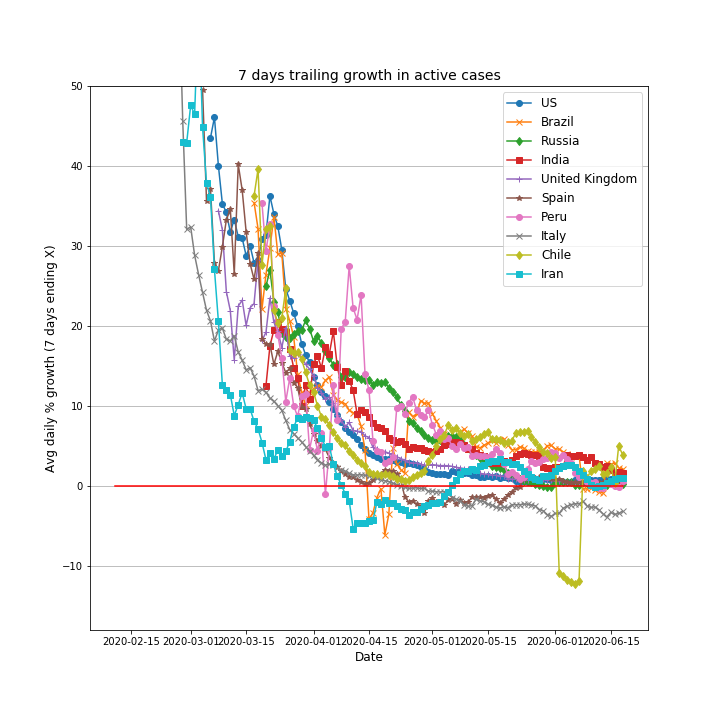 7 days trailing growth in active cases
Avg daily % growth (7 days ending X)
50
40
30
20
10
0
−10
US
Brazil
Russia
India
United Kingdom
Spain
Peru
Italy
Chile
Iran
2020-02-15 2020-03-01 2020-03-15 2020-04-01 2020-04-15 2020-05-01 2020-05-15 2020-06-01 2020-06-15
Date